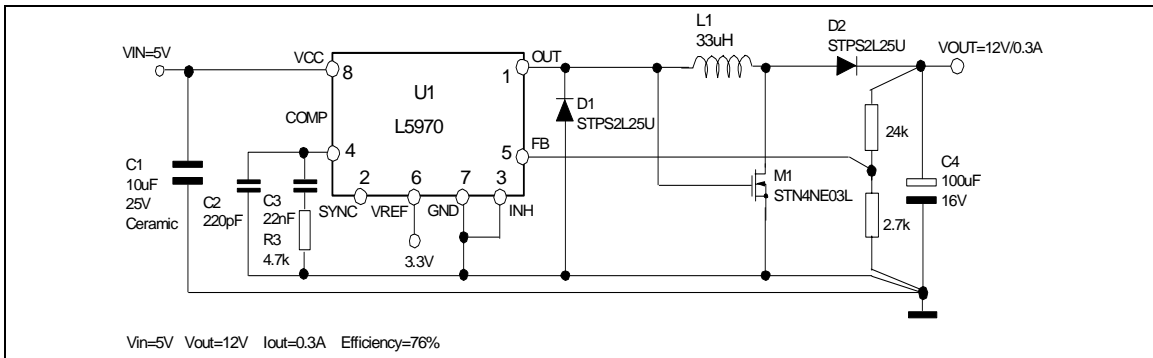 L1
33uH
D2
STPS2L25U
VIN=5V
VCC
OUT
VOUT=12V/0.3A
8
1
U1
L5970
D1
STPS2L25U
COMP
FB
24k
4
5
C1
10uF
25V
Ceramic
C2
220pF
C3
22nF
R3
4.7k
2
6
7
3
SYNC
VREF
GND
INH
3.3V
M1
STN4NE03L
C4
100uF
16V
2.7k
Vin=5V Vout=12V Iout=0.3A Efficiency=76%